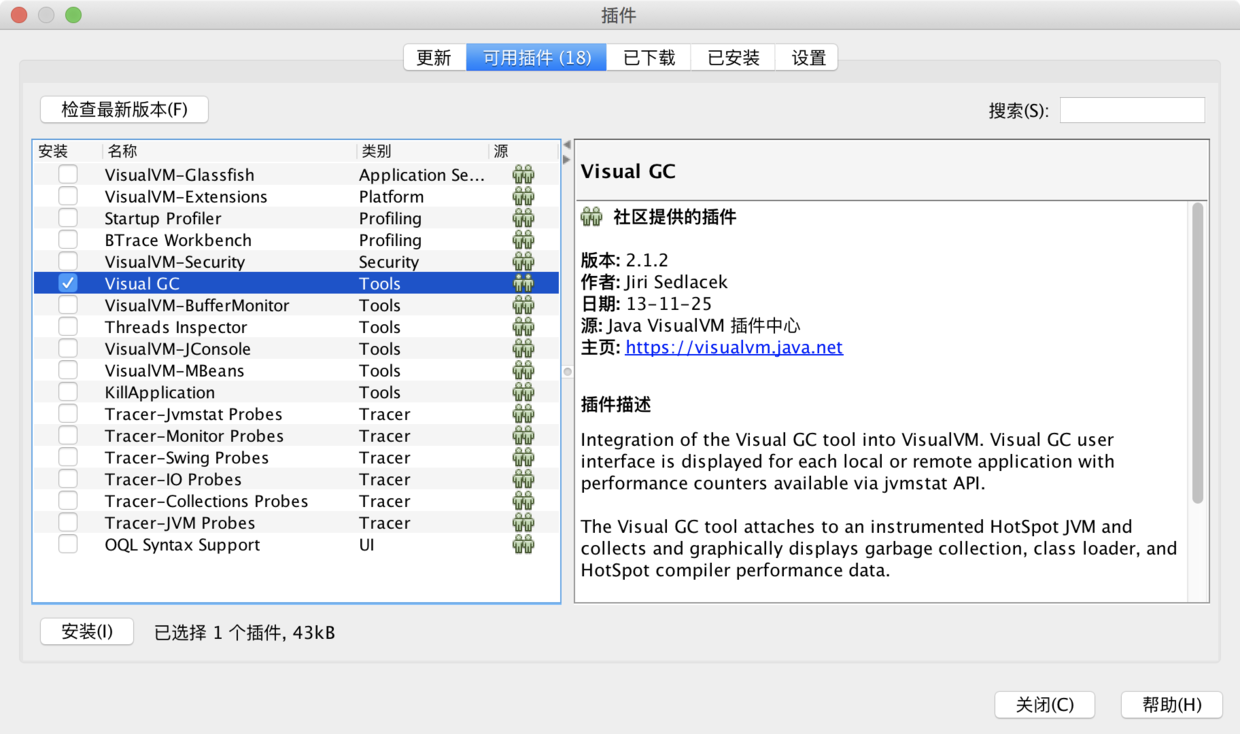 插件
更新 可用插件 (18) 已下载 已安装 设置
检查最新版本(F) 搜索(S):
安装 名称 类别 源
VisualVM-Glassfish Application Se...
VisualVM-Extensions Platform
Startup Profiler Profiling
BTrace Workbench Profiling
VisualVM-Security Security
Visual GC Tools
VisualVM-BufferMonitor Tools
Threads Inspector Tools
VisualVM-JConsole Tools
VisualVM-MBeans Tools
KillApplication Tools
Tracer-Jvmstat Probes Tracer
Tracer-Monitor Probes Tracer
Tracer-Swing Probes Tracer
Tracer-IO Probes Tracer
Tracer-Collections Probes Tracer
Tracer-JVM Probes Tracer
OQL Syntax Support UI
Visual GC
社区提供的插件
版本: 2.1.2
作者: Jiri Sedlacek
日期: 13-11-25
源: Java VisualVM 插件中心
主页: https://visualvm.java.net
插件描述
Integration of the Visual GC tool into VisualVM. Visual GC user
interface is displayed for each local or remote application with
performance counters available via jvmstat API.
The Visual GC tool attaches to an instrumented HotSpot JVM and
collects and graphically displays garbage collection, class loader, and
HotSpot compiler performance data.
安装(I) 已选择 1 个插件, 43kB
关闭(C) 帮助(H)